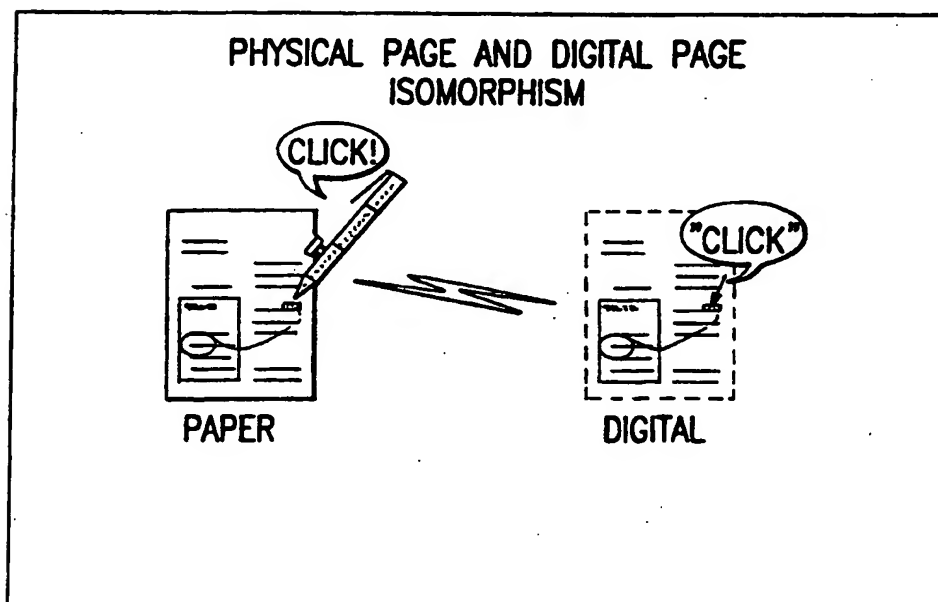 PHYSICAL PAGE AND DIGITAL PAGE
ISOMORPHISM
CLICK!
"CLICK"
PAPER
DIGITAL